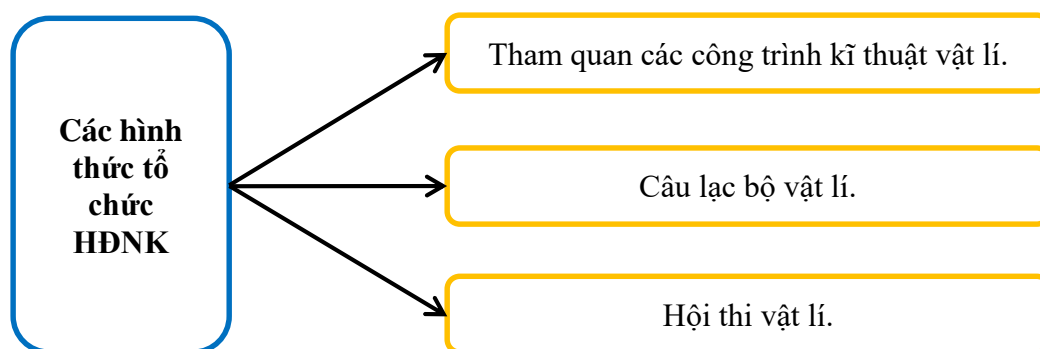 Các hình
thức tổ
chức
HĐNK
Tham quan các công trình kĩ thuật vật lí.
Câu lạc bộ vật lí.
Hội thi vật lí.